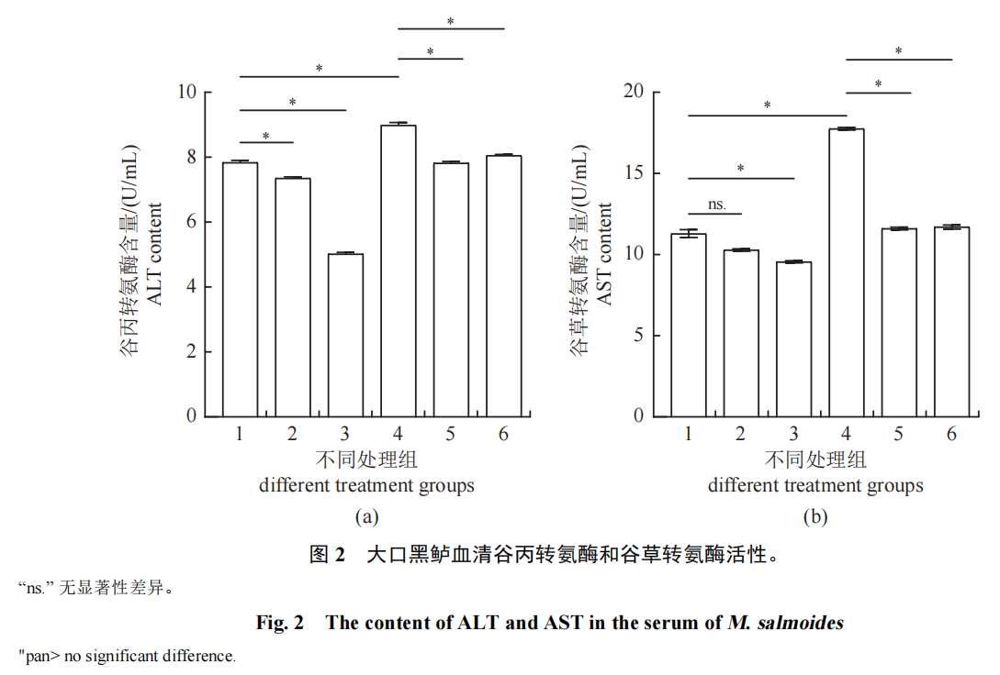 *
*
*
*
*
10
8
6
4
2
0
谷丙转氨酶含量/(U/mL)
ALT content
1 2 3 4 5 6
不同处理组
different treatment groups
(a)
*
*
*
*
ns.
20
15
10
5
0
谷草转氨酶含量/(U/mL)
AST content
1 2 3 4 5 6
不同处理组
different treatment groups
(b)
图 2 大口黑鲈血清谷丙转氨酶和谷草转氨酶活性。
“ns.” 无显著性差异。
Fig. 2 The content of ALT and AST in the serum of M. salmoides
"pan> no significant difference.